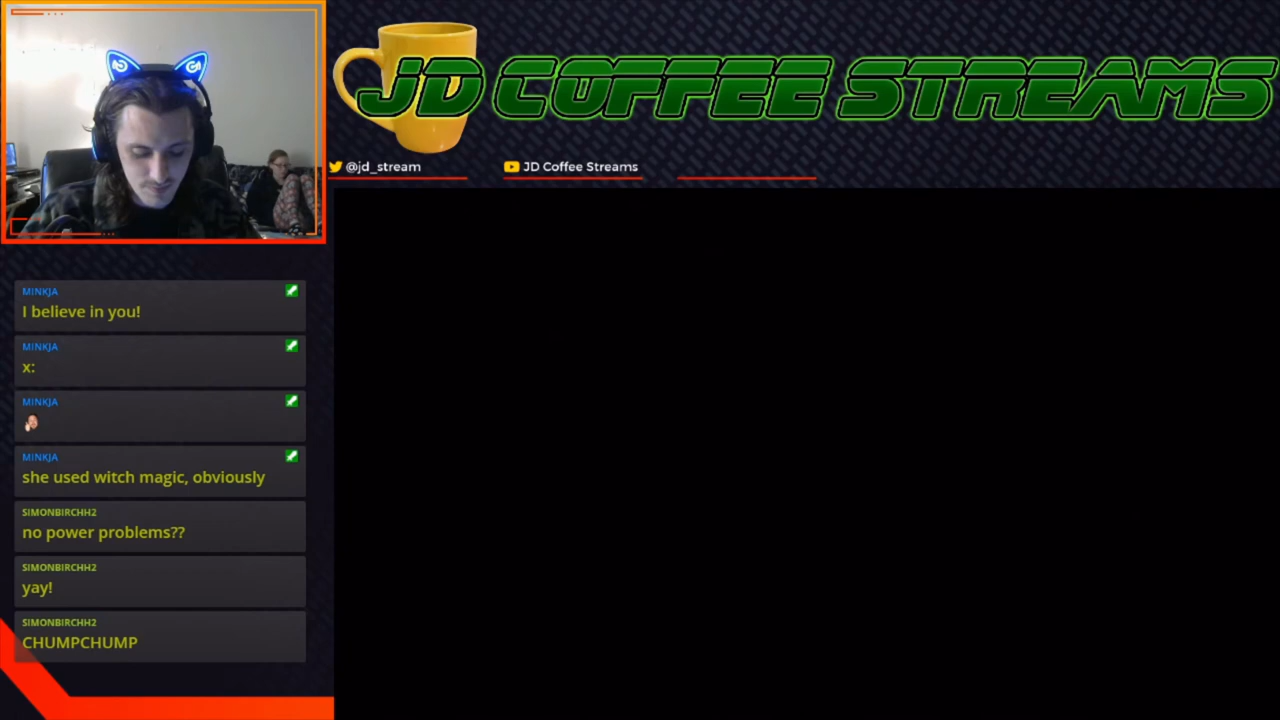 JD COFFEE STREAMS
@jd_stream
JD Coffee Streams
MINKJA
I believe in you!
MINKJA
x:
MINKJA
MINKJA
she used witch magic, obviously
SIMONBIRCHH2
no power problems??
SIMONBIRCHH2
yay!
SIMONBIRCHH2
CHUMPCHUMP